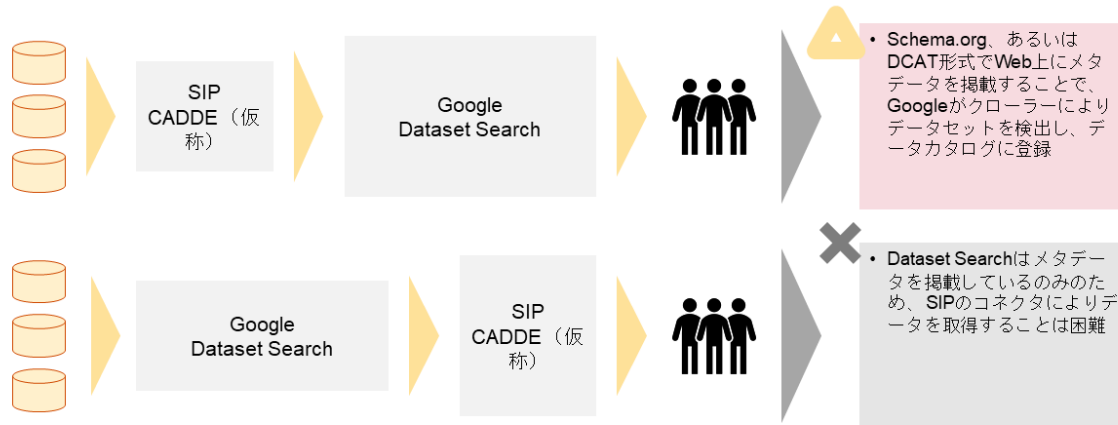 SIP
CADDE（仮
称）
Google
Dataset Search
• Schema.org、あるいは
DCAT形式でWeb上にメタ
データを掲載することで、
Googleがクローラーにより
データセットを検出し、デー
タカタログに登録
Google
Dataset Search
SIP
CADDE（仮
称）
• Dataset Searchはメタデー
タを掲載しているのみのた
め、SIPのコネクタによりデ
ータを取得することは困難